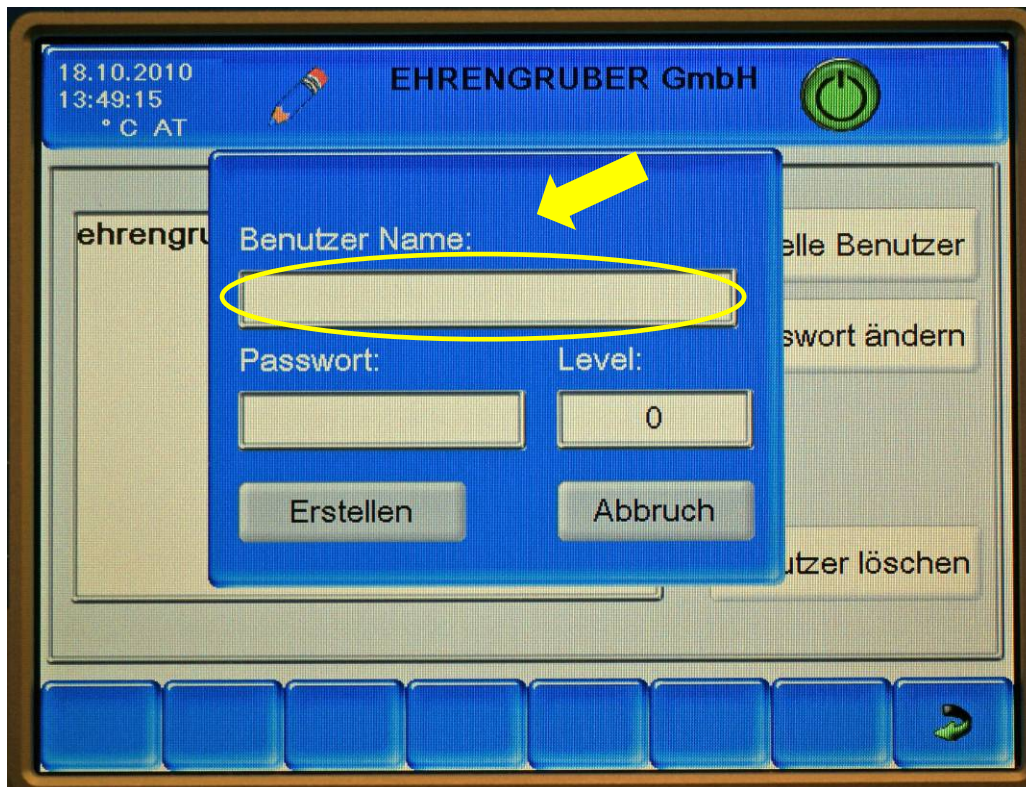 18.10.2010
13:49:15
°C AT
EHRENGRUBER GmbH
ehrengru
Benutzer Name:
elle Benutzer
swort ändern
Passwort:
Level:
0
Erstellen
Abbruch
utzer löschen